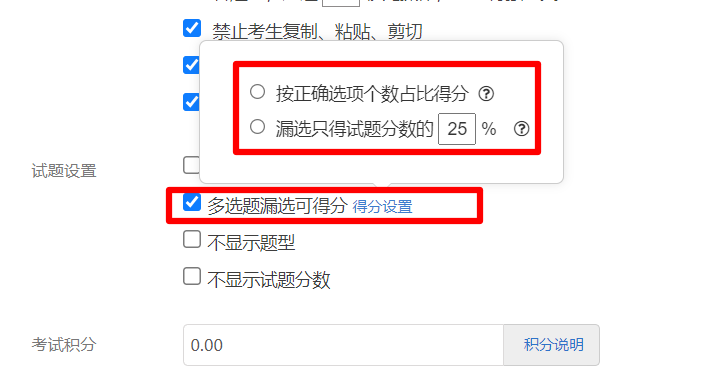 禁止考生复制、粘贴、剪切
按正确选项个数占比得分
漏选只得试题分数的 25 %
试题设置
多选题漏选可得分 得分设置
不显示题型
不显示试题分数
考试积分 0.00 积分说明